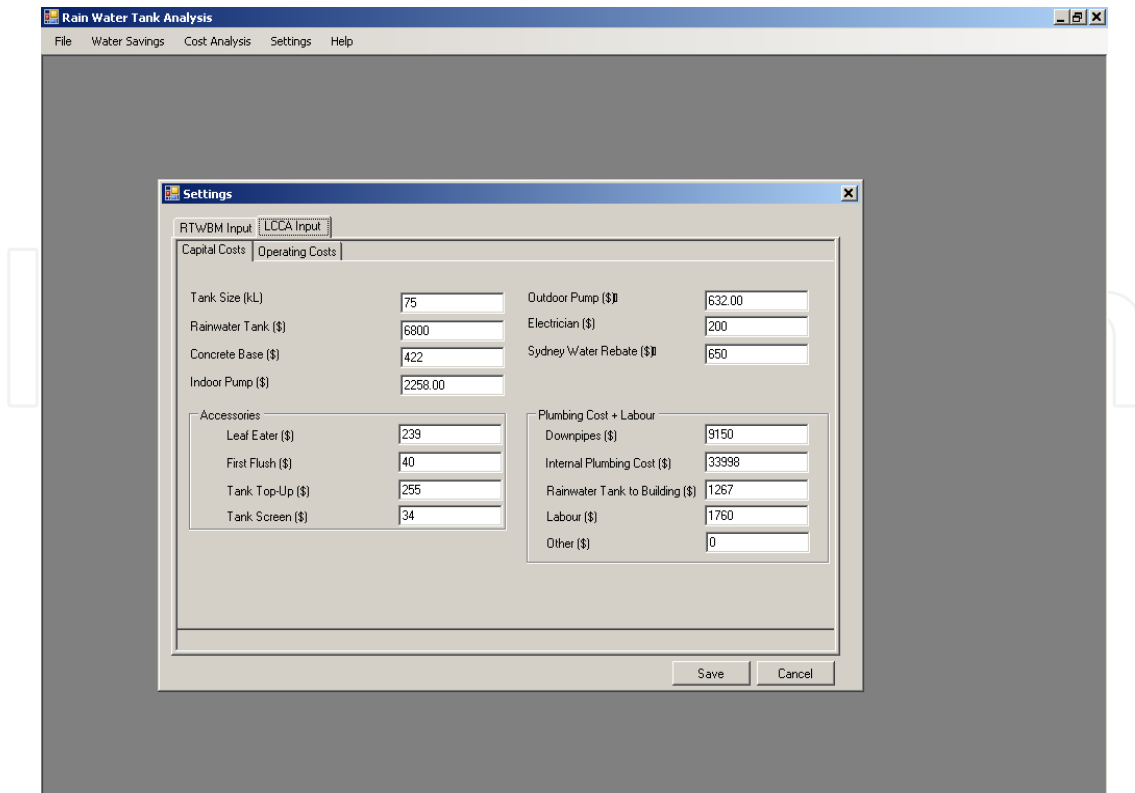 Rain Water Tank Analysis
File Water Savings Cost Analysis Settings Help
Settings
RTWBM Input LCCA Input
Capital Costs Operating Costs
Tank Size (kL) 75
Rainwater Tank ($) 6800
Concrete Base ($) 422
Indoor Pump ($) 2258.00
Outdoor Pump ($) 632.00
Electrician ($) 200
Sydney Water Rebate ($) 650
Accessories
Leaf Eater ($) 239
First Flush ($) 40
Tank Top-Up ($) 255
Tank Screen ($) 34
Plumbing Cost + Labour
Downpipes ($) 9150
Internal Plumbing Cost ($) 33998
Rainwater Tank to Building ($) 1267
Labour ($) 1760
Other ($) 0
Save Cancel